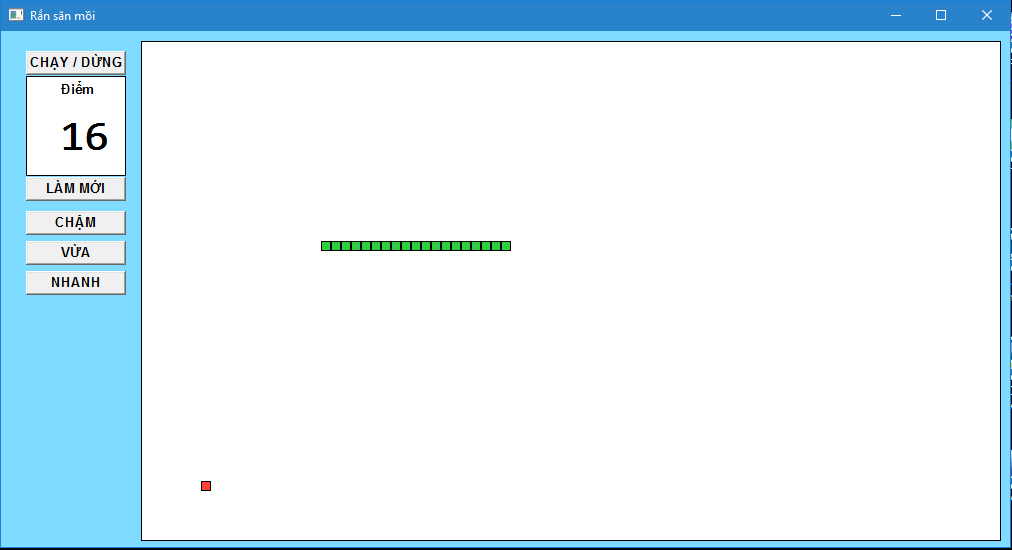 Rắn săn mồi
CHẠY / DỪNG
Điểm
16
LÀM MỚI
CHẬM
VỪA
NHANH